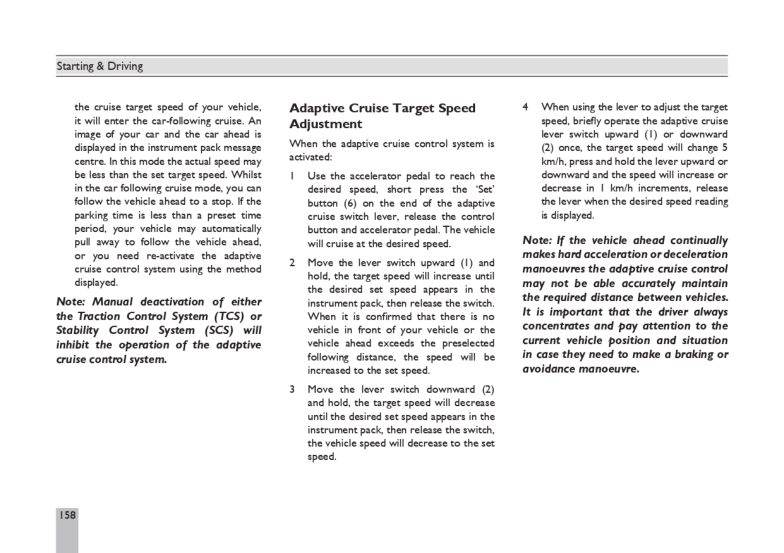 Starting & Driving
the cruise target speed of your vehicle,
it will enter the car-following cruise. An
image of your car and the car ahead is
displayed in the instrument pack message
centre. In this mode the actual speed may
be less than the set target speed. Whilst
in the car following cruise mode, you can
follow the vehicle ahead to a stop. If the
parking time is less than a preset time
period, your vehicle may automatically
pull away to follow the vehicle ahead,
or you need re-activate the adaptive
cruise control system using the method
displayed.
Note: Manual deactivation of either
the Traction Control System (TCS) or
Stability Control System (SCS) will
inhibit the operation of the adaptive
cruise control system.
Adaptive Cruise Target Speed
Adjustment
When the adaptive cruise control system is
activated:
1 Use the accelerator pedal to reach the
desired speed, short press the ‘Set’
button (6) on the end of the adaptive
cruise switch lever, release the control
button and accelerator pedal. The vehicle
will cruise at the desired speed.
2 Move the lever switch upward (1) and
hold, the target speed will increase until
the desired set speed appears in the
instrument pack, then release the switch.
When it is confirmed that there is no
vehicle in front of your vehicle or the
vehicle ahead exceeds the preselected
following distance, the speed will be
increased to the set speed.
3 Move the lever switch downward (2)
and hold, the target speed will decrease
until the desired set speed appears in the
instrument pack, then release the switch,
the vehicle speed will decrease to the set
speed.
4 When using the lever to adjust the target
speed, briefly operate the adaptive cruise
lever switch upward (1) or downward
(2) once, the target speed will change 5
km/h, press and hold the lever upward or
downward and the speed will increase or
decrease in 1 km/h increments, release
the lever when the desired speed reading
is displayed.
Note: If the vehicle ahead continually
makes hard acceleration or deceleration
manoeuvres the adaptive cruise control
may not be able accurately maintain
the required distance between vehicles.
It is important that the driver always
concentrates and pay attention to the
current vehicle position and situation
in case they need to make a braking or
avoidance manoeuvre.
158